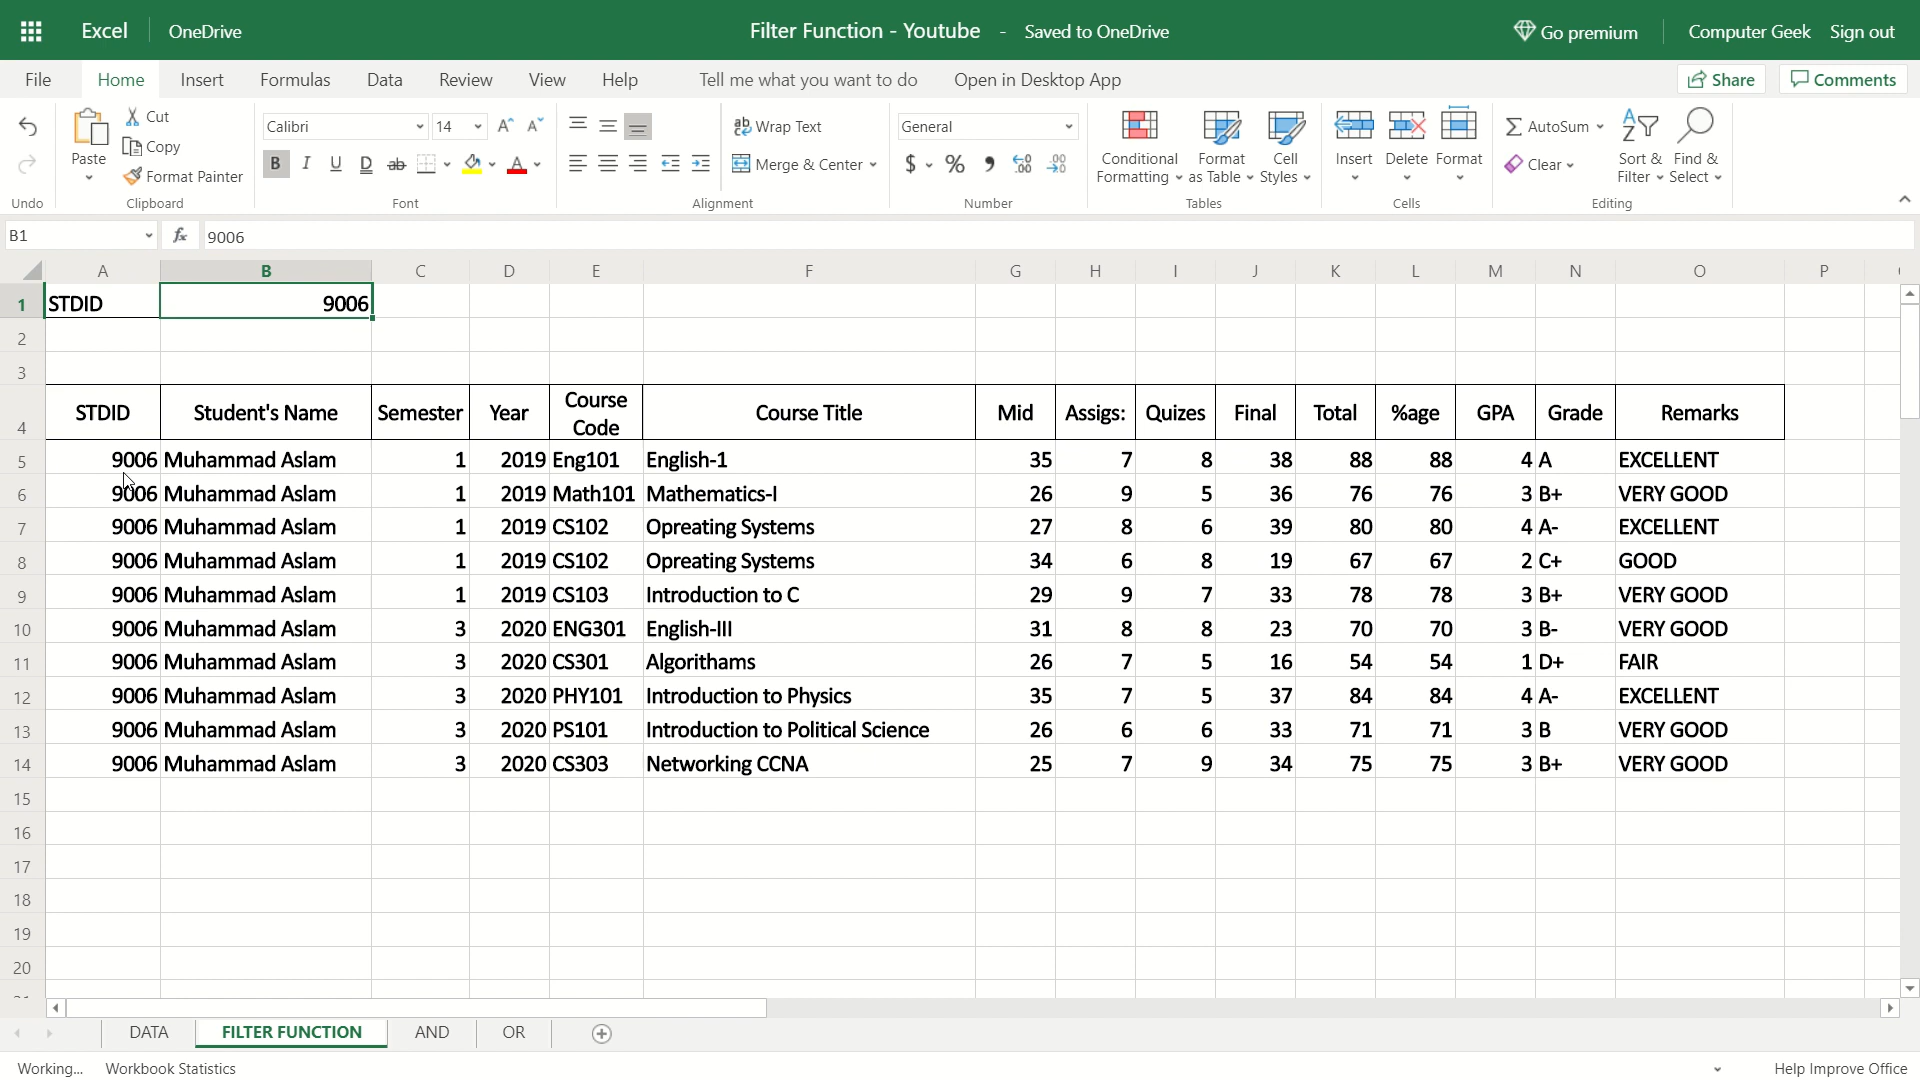 Excel OneDrive Filter Function - Youtube - Saved to OneDrive Go premium Computer Geek Sign out
File Home Insert Formulas Data Review View Help Tell me what you want to do Open in Desktop App Share Comments
Paste Cut Calibri 14 ab Wrap Text General Conditional Formatting Format as Table Cell Styles Insert Delete Format AutoSum Sort & Filter Find & Select
Copy
Format Painter B I U D ab A Merge & Center $ % , .00 Clear
Undo Clipboard Font Alignment Number Tables Cells Editing
B1 fx 9006
A B C D E F G H I J K L M N O P
1 STDID 9006
2
3
4 STDID Student's Name Semester Year Course Code Course Title Mid Assigs: Quizes Final Total %age GPA Grade Remarks
5 9006 Muhammad Aslam 1 2019 Eng101 English-1 35 7 8 38 88 88 4 A EXCELLENT
6 9006 Muhammad Aslam 1 2019 Math101 Mathematics-I 26 9 5 36 76 76 3 B+ VERY GOOD
7 9006 Muhammad Aslam 1 2019 CS102 Opreating Systems 27 8 6 39 80 80 4 A- EXCELLENT
8 9006 Muhammad Aslam 1 2019 CS102 Opreating Systems 34 6 8 19 67 67 2 C+ GOOD
9 9006 Muhammad Aslam 1 2019 CS103 Introduction to C 29 9 7 33 78 78 3 B+ VERY GOOD
10 9006 Muhammad Aslam 3 2020 ENG301 English-III 31 8 8 23 70 70 3 B- VERY GOOD
11 9006 Muhammad Aslam 3 2020 CS301 Algorithams 26 7 5 16 54 54 1 D+ FAIR
12 9006 Muhammad Aslam 3 2020 PHY101 Introduction to Physics 35 7 5 37 84 84 4 A- EXCELLENT
13 9006 Muhammad Aslam 3 2020 PS101 Introduction to Political Science 26 6 6 33 71 71 3 B VERY GOOD
14 9006 Muhammad Aslam 3 2020 CS303 Networking CCNA 25 7 9 34 75 75 3 B+ VERY GOOD
15
16
17
18
19
20
DATA FILTER FUNCTION AND OR
Working... Workbook Statistics Help Improve Office